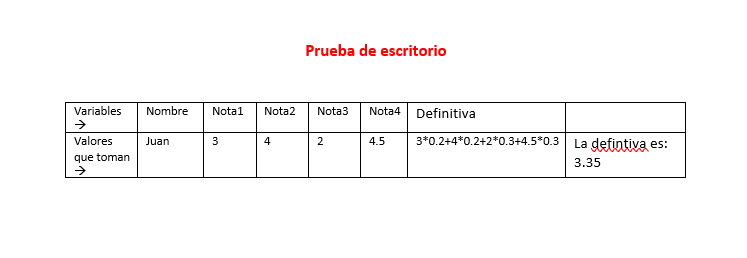 Prueba de escritorio
Variables Nombre Nota1 Nota2 Nota3 Nota4 Definitiva
→
Valores Juan 3 4 2 4.5 3*0.2+4*0.2+2*0.3+4.5*0.3 La defintiva es:
que toman 3.35
→